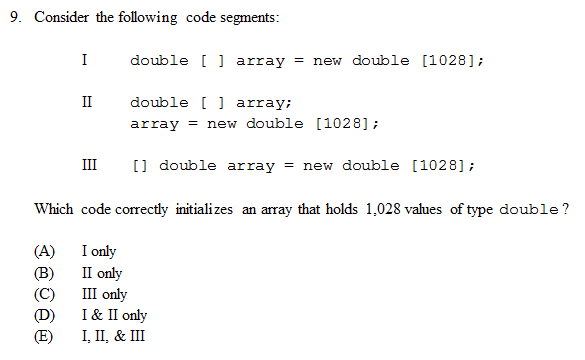 9. Consider the following code segments:
I double [ ] array = new double [1028];
II double [ ] array;
array = new double [1028];
III [] double array = new double [1028];
Which code correctly initializes an array that holds 1,028 values of type double?
(A) I only
(B) II only
(C) III only
(D) I & II only
(E) I, II, & III